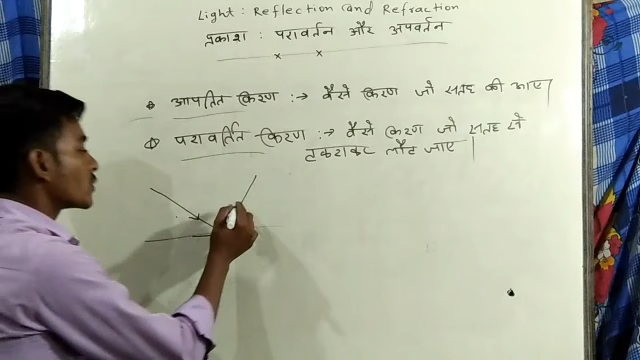 Light : Reflection and Refraction
प्रकाश : परावर्तन और अपवर्तन
आपतित किरण :→ वैसे किरण जो सतह की आए|
परावर्तित किरण :→ वैसे किरण जो सतह से
टकराकर लौट जाए |